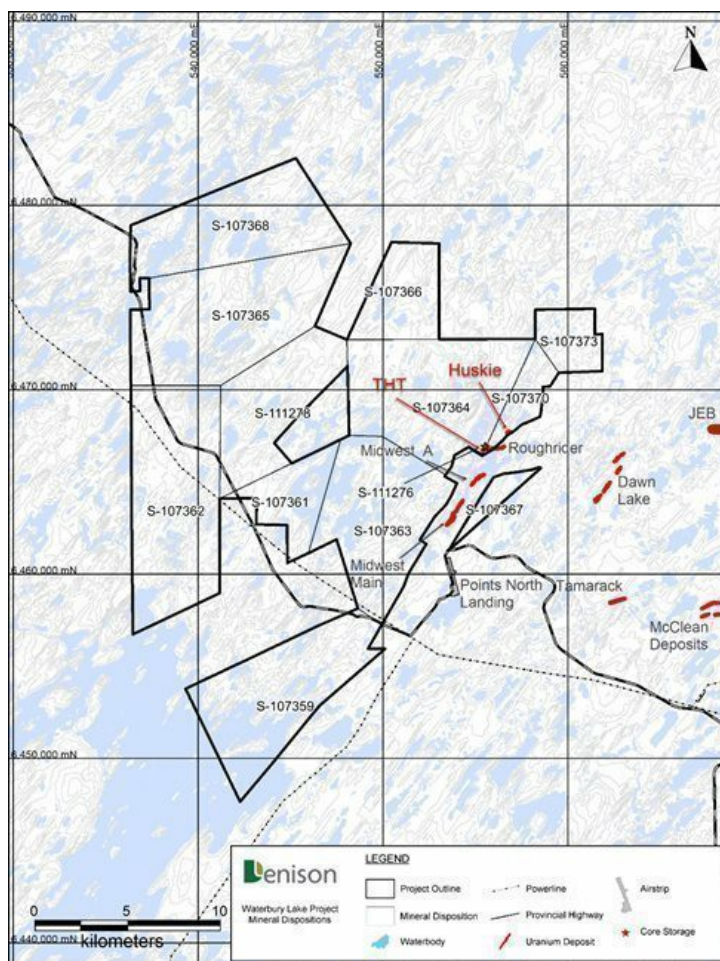 6.490.000 mN
540.000 mE
550.000 mE
560.000 mE
N
6.480.000 mN
S-107368
S-107366
S-107365
S-107373
6.470.000 mN
Huskie
THT
S-107370
S-107364
S-111278
JEB
Midwest A
Roughrider
S-111276
Dawn
Lake
S-107361
S-107362
S-107367
S-107363
Midwest
Main
6.460.000 mN
Points North
Landing
Tamarack
McClean
Deposits
S-107359
6.450.000 mN
Denison
Waterbury Lake Project
Mineral Dispositions
LEGEND
Project Outline
Powerline
Airstrip
Mineral Disposition
Provincial Highway
Core Storage
Waterbody
Uranium Deposit
0 5 10
kilometers
6.440.000 mN